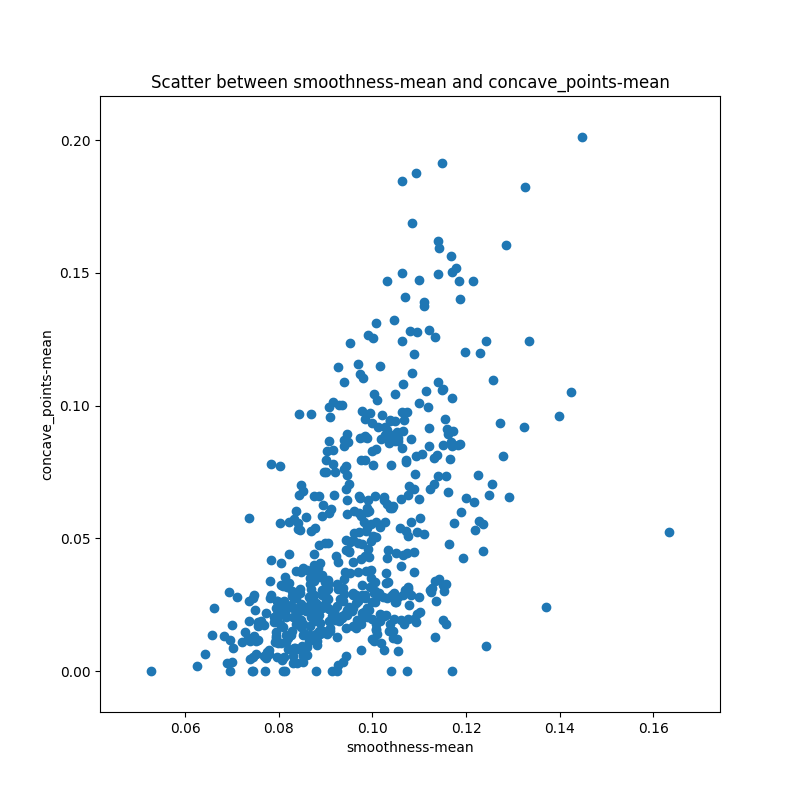 Scatter between smoothness-mean and concave_points-mean
0.20
0.15
0.10
0.05
0.00
concave_points-mean
0.06 0.08 0.10 0.12 0.14 0.16
smoothness-mean